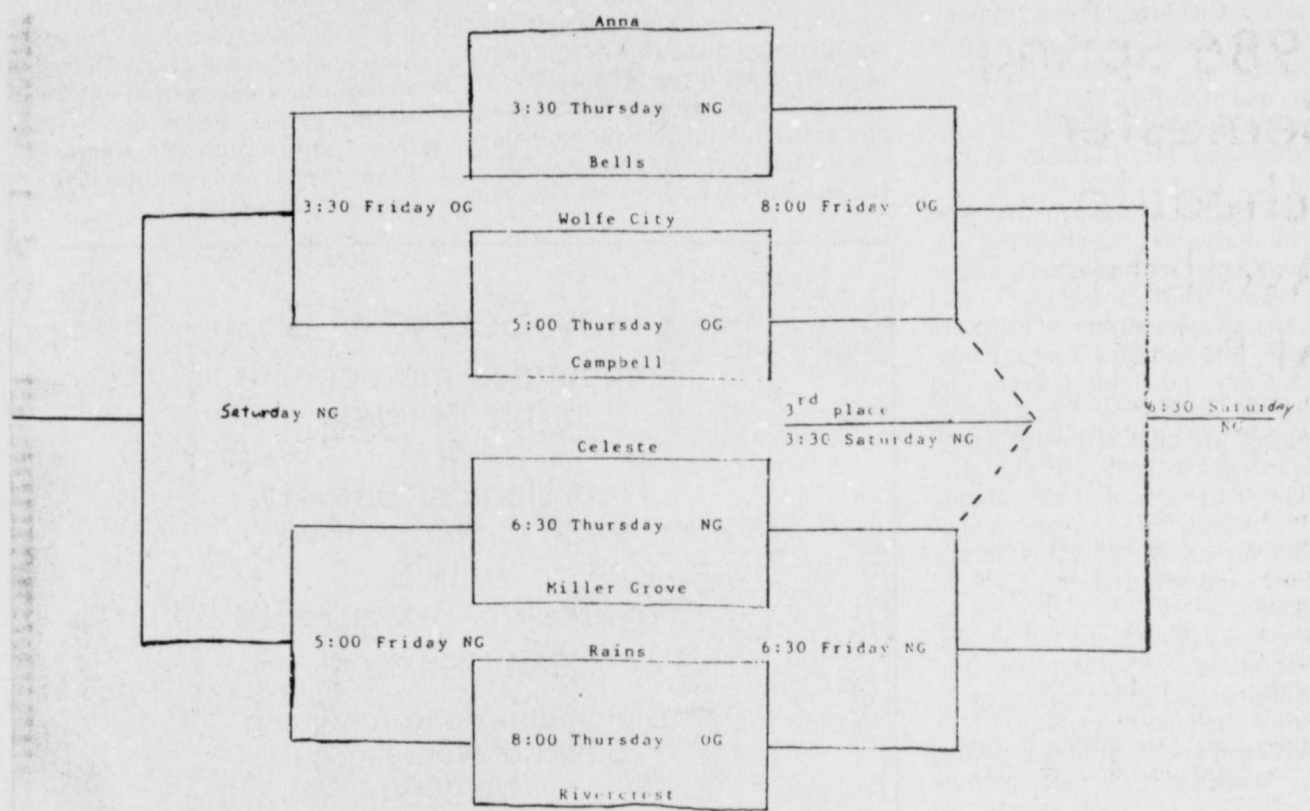 Anna
3:30 Thursday NG
Bells
3:30 Friday OG
Wolfe City
8:00 Friday OG
5:00 Thursday OG
Campbell
Saturday NG
3rd place
3:30 Saturday NG
6:30 Saturday
NG
Celeste
6:30 Thursday NG
Miller Grove
5:00 Friday NG
Rains
6:30 Friday NG
8:00 Thursday OG
Rivercrest